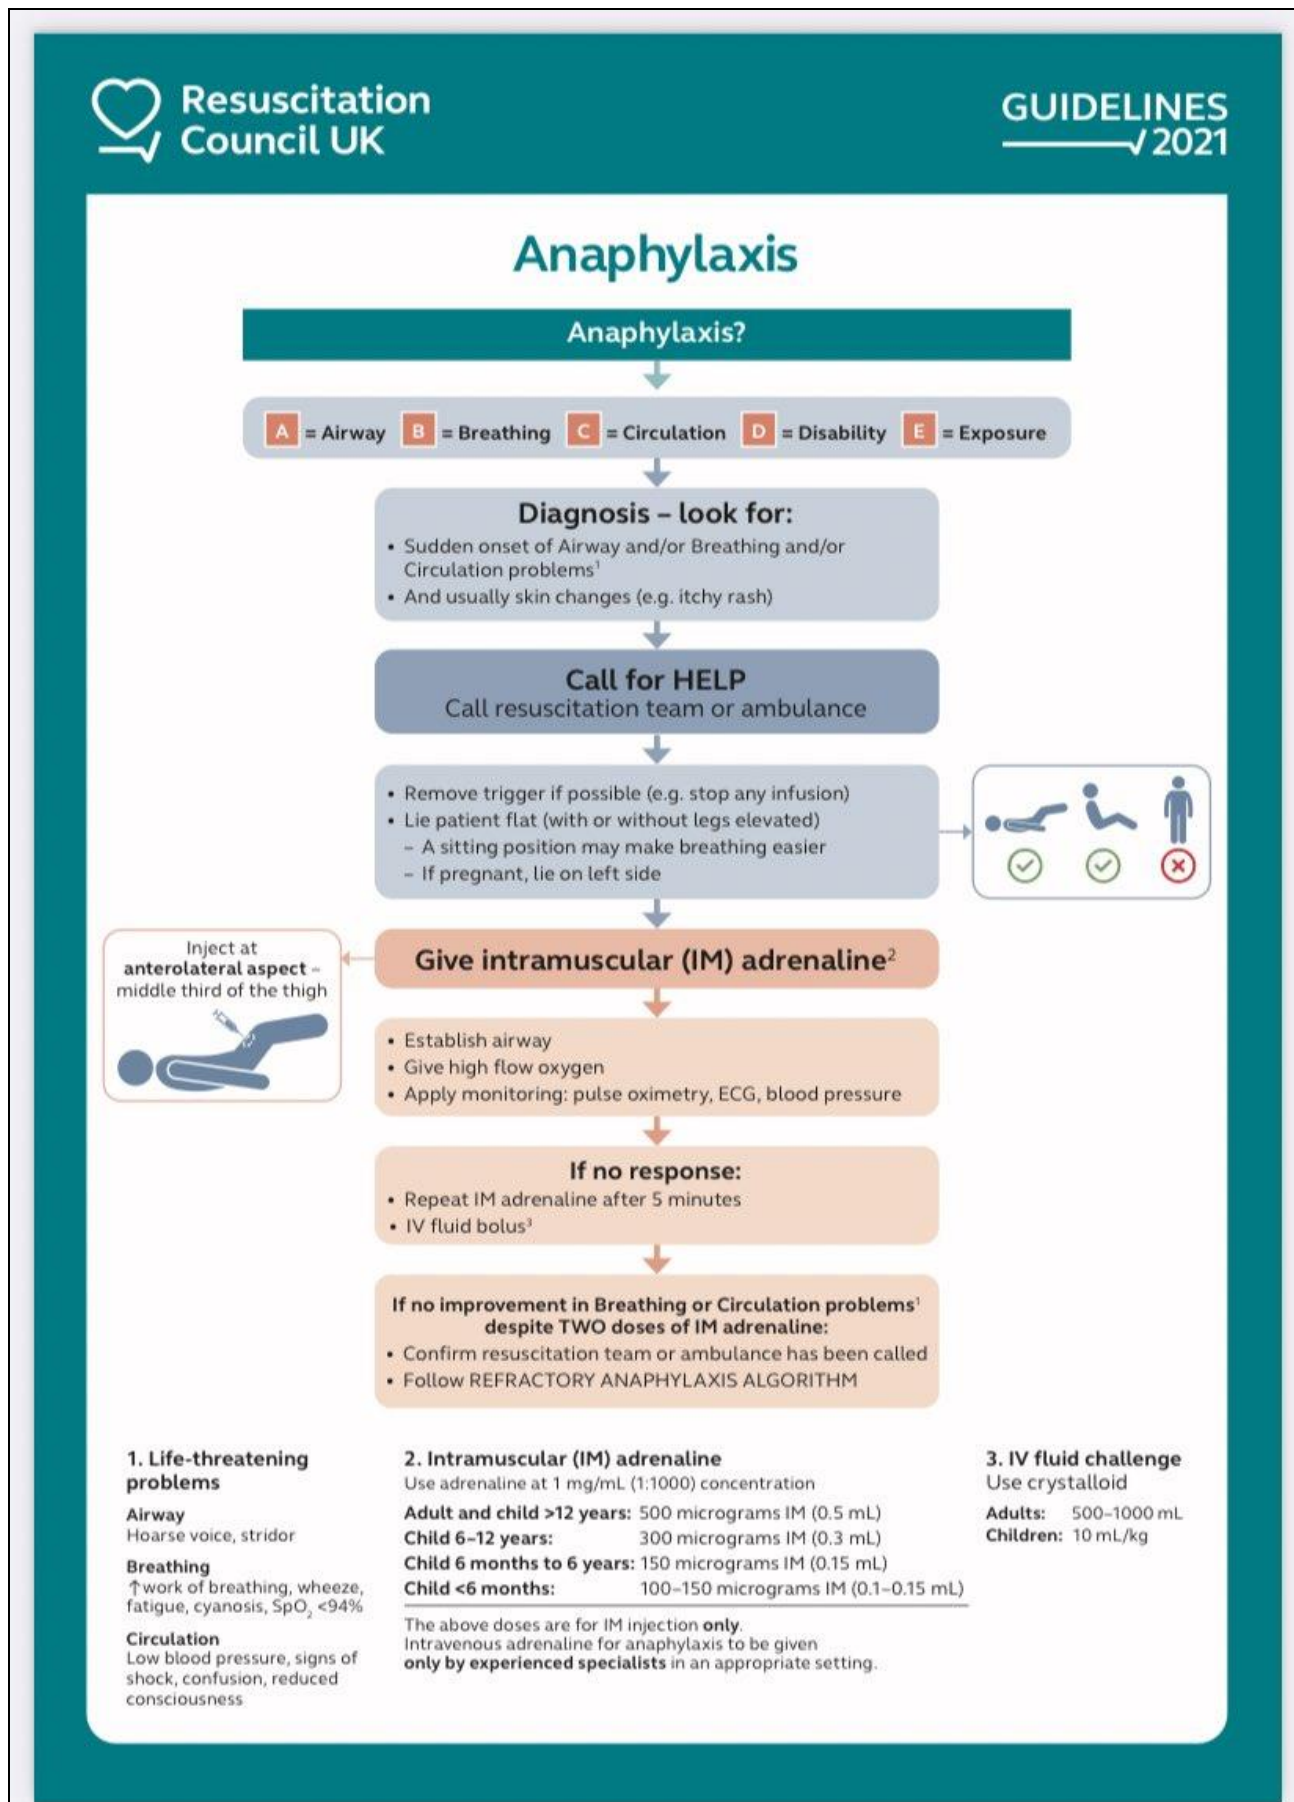 Resuscitation
Council UK
GUIDELINES
2021
Anaphylaxis
Anaphylaxis?
A = Airway B = Breathing C = Circulation D = Disability E = Exposure
Diagnosis – look for:
• Sudden onset of Airway and/or Breathing and/or
Circulation problems¹
• And usually skin changes (e.g. itchy rash)
Call for HELP
Call resuscitation team or ambulance
• Remove trigger if possible (e.g. stop any infusion)
• Lie patient flat (with or without legs elevated)
– A sitting position may make breathing easier
– If pregnant, lie on left side
Give intramuscular (IM) adrenaline²
Inject at
anterolateral aspect –
middle third of the thigh
• Establish airway
• Give high flow oxygen
• Apply monitoring: pulse oximetry, ECG, blood pressure
If no response:
• Repeat IM adrenaline after 5 minutes
• IV fluid bolus³
If no improvement in Breathing or Circulation problems¹
despite TWO doses of IM adrenaline:
• Confirm resuscitation team or ambulance has been called
• Follow REFRACTORY ANAPHYLAXIS ALGORITHM
1. Life-threatening
problems
Airway
Hoarse voice, stridor
Breathing
↑work of breathing, wheeze,
fatigue, cyanosis, SpO₂ <94%
Circulation
Low blood pressure, signs of
shock, confusion, reduced
consciousness
2. Intramuscular (IM) adrenaline
Use adrenaline at 1 mg/mL (1:1000) concentration
Adult and child >12 years: 500 micrograms IM (0.5 mL)
Child 6–12 years: 300 micrograms IM (0.3 mL)
Child 6 months to 6 years: 150 micrograms IM (0.15 mL)
Child <6 months: 100–150 micrograms IM (0.1–0.15 mL)
The above doses are for IM injection only.
Intravenous adrenaline for anaphylaxis to be given
only by experienced specialists in an appropriate setting.
3. IV fluid challenge
Use crystalloid
Adults: 500–1000 mL
Children: 10 mL/kg